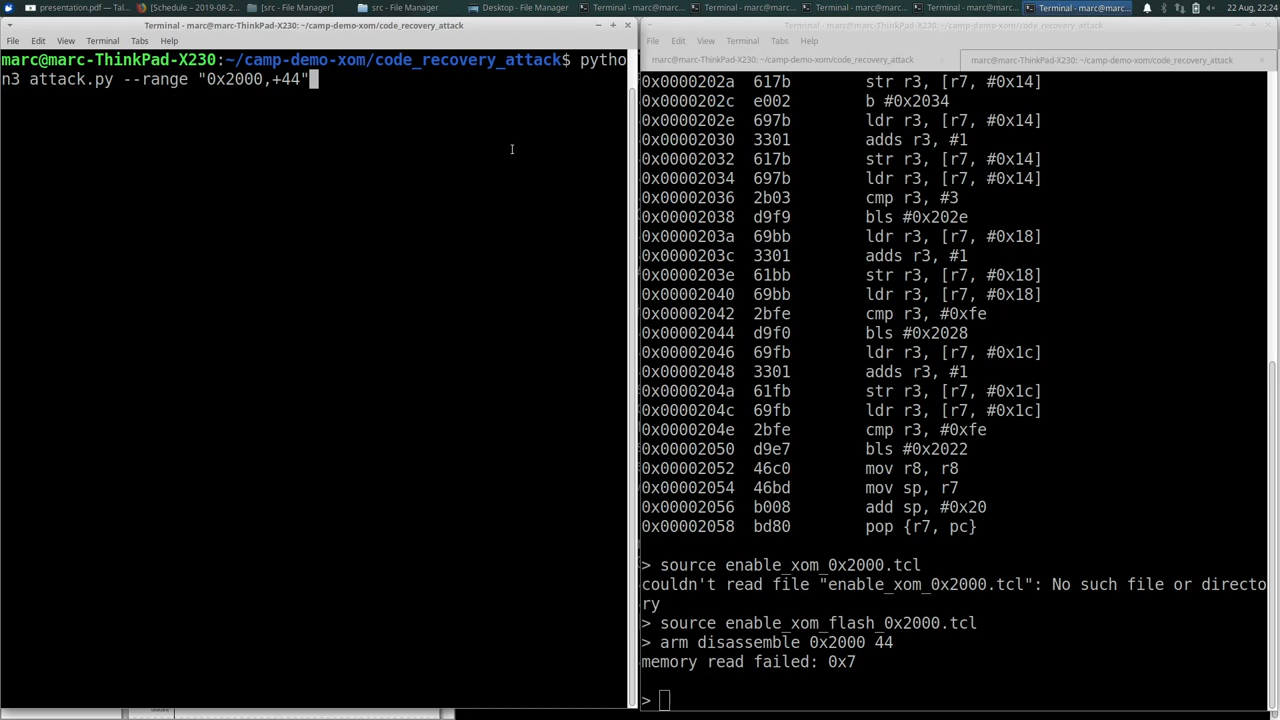 presentation.pdf ...
[Schedule – 2019-08-2...
[src - File Manager]
src - File Manager
Desktop - File Manager
Terminal - marc@marc...
Terminal - marc@marc...
Terminal - marc@marc...
Terminal - marc@marc...
Terminal - marc@marc...
22 Aug, 22:24
Terminal - marc@marc-ThinkPad-X230: ~/camp-demo-xom/code_recovery_attack
File Edit View Terminal Tabs Help
marc@marc-ThinkPad-X230:~/camp-demo-xom/code_recovery_attack$ pytho
n3 attack.py --range "0x2000,+44"
Terminal - marc@marc-ThinkPad-X230: ~/camp-demo-xom/code_recovery_attack
File Edit View Terminal Tabs Help
marc@marc-ThinkPad-X230: ~/camp-demo-xom/code_recovery_attack
marc@marc-ThinkPad-X230: ~/camp-demo-xom/code_recovery_attack
0x0000202a 617b str r3, [r7, #0x14]
0x0000202c e002 b #0x2034
0x0000202e 697b ldr r3, [r7, #0x14]
0x00002030 3301 adds r3, #1
0x00002032 617b str r3, [r7, #0x14]
0x00002034 697b ldr r3, [r7, #0x14]
0x00002036 2b03 cmp r3, #3
0x00002038 d9f9 bls #0x202e
0x0000203a 69bb ldr r3, [r7, #0x18]
0x0000203c 3301 adds r3, #1
0x0000203e 61bb str r3, [r7, #0x18]
0x00002040 69bb ldr r3, [r7, #0x18]
0x00002042 2bfe cmp r3, #0xfe
0x00002044 d9f0 bls #0x2028
0x00002046 69fb ldr r3, [r7, #0x1c]
0x00002048 3301 adds r3, #1
0x0000204a 61fb str r3, [r7, #0x1c]
0x0000204c 69fb ldr r3, [r7, #0x1c]
0x0000204e 2bfe cmp r3, #0xfe
0x00002050 d9e7 bls #0x2022
0x00002052 46c0 mov r8, r8
0x00002054 46bd mov sp, r7
0x00002056 b008 add sp, #0x20
0x00002058 bd80 pop {r7, pc}
> source enable_xom_0x2000.tcl
couldn't read file "enable_xom_0x2000.tcl": No such file or directo
ry
> source enable_xom_flash_0x2000.tcl
> arm disassemble 0x2000 44
memory read failed: 0x7
>